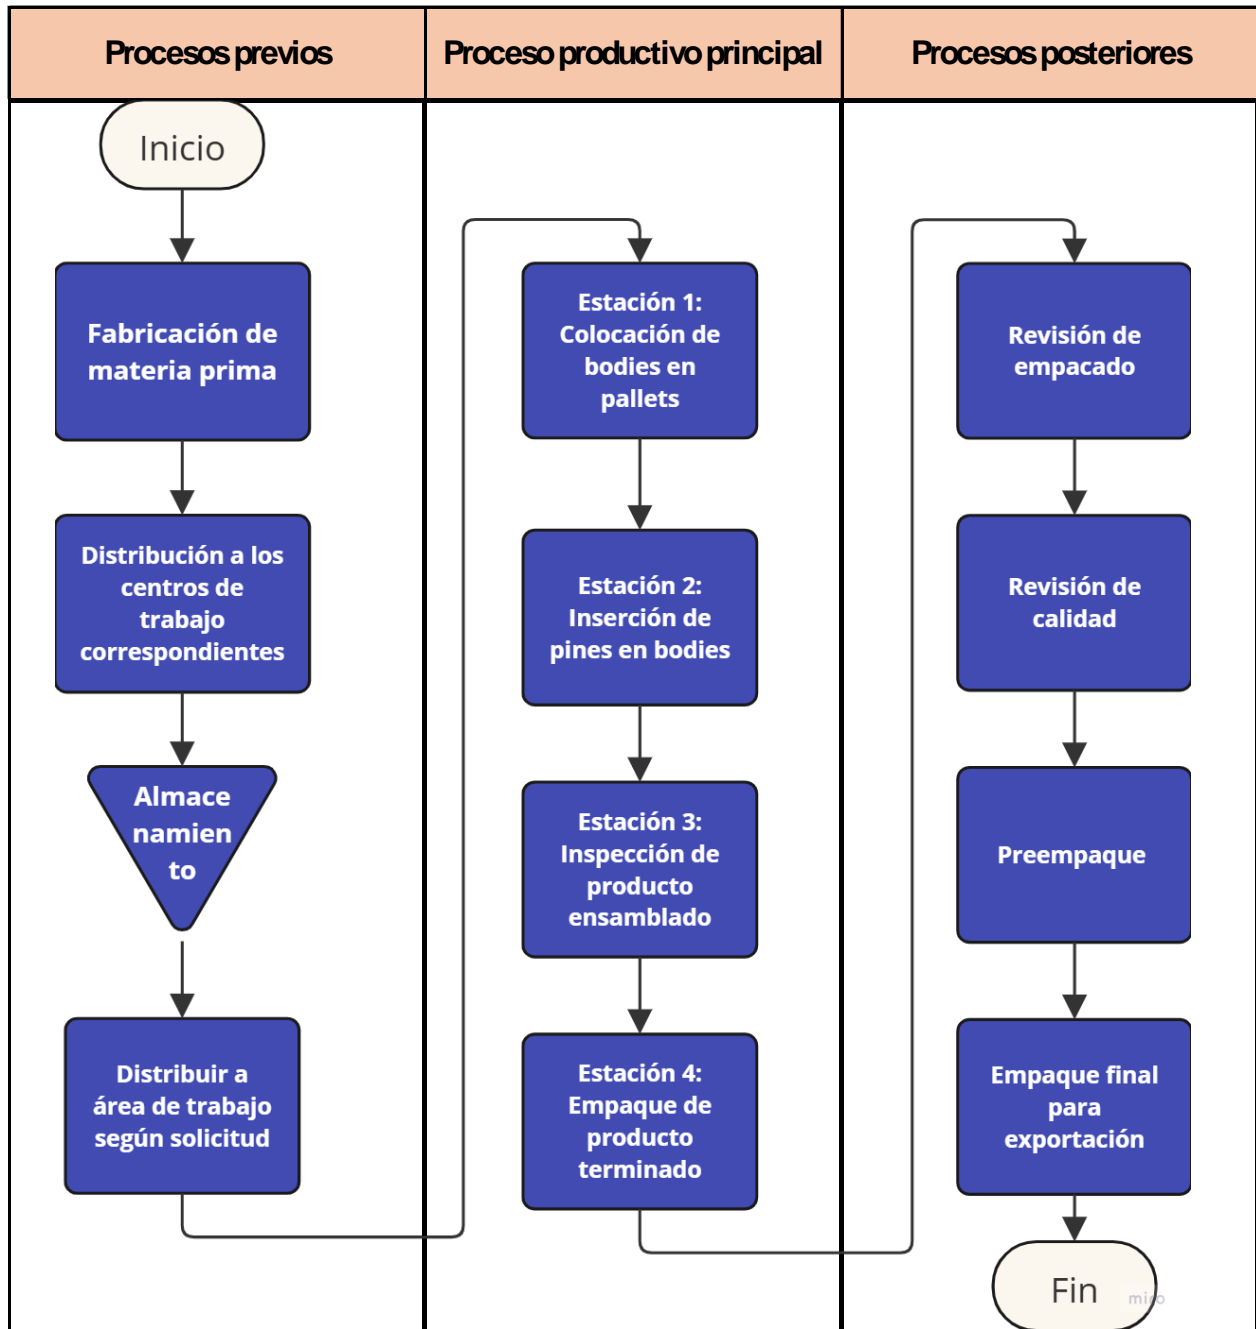 Procesos previos
Proceso productivo principal
Procesos posteriores
Inicio
Fabricación de
materia prima
Distribución a los
centros de
trabajo
correspondientes
Almace
namien
to
Distribuir a
área de trabajo
según solicitud
Estación 1:
Colocación de
bodies en
pallets
Estación 2:
Inserción de
pines en bodies
Estación 3:
Inspección de
producto
ensamblado
Estación 4:
Empaque de
producto
terminado
Revisión de
empacado
Revisión de
calidad
Preempaque
Empaque final
para
exportación
Fin
miro